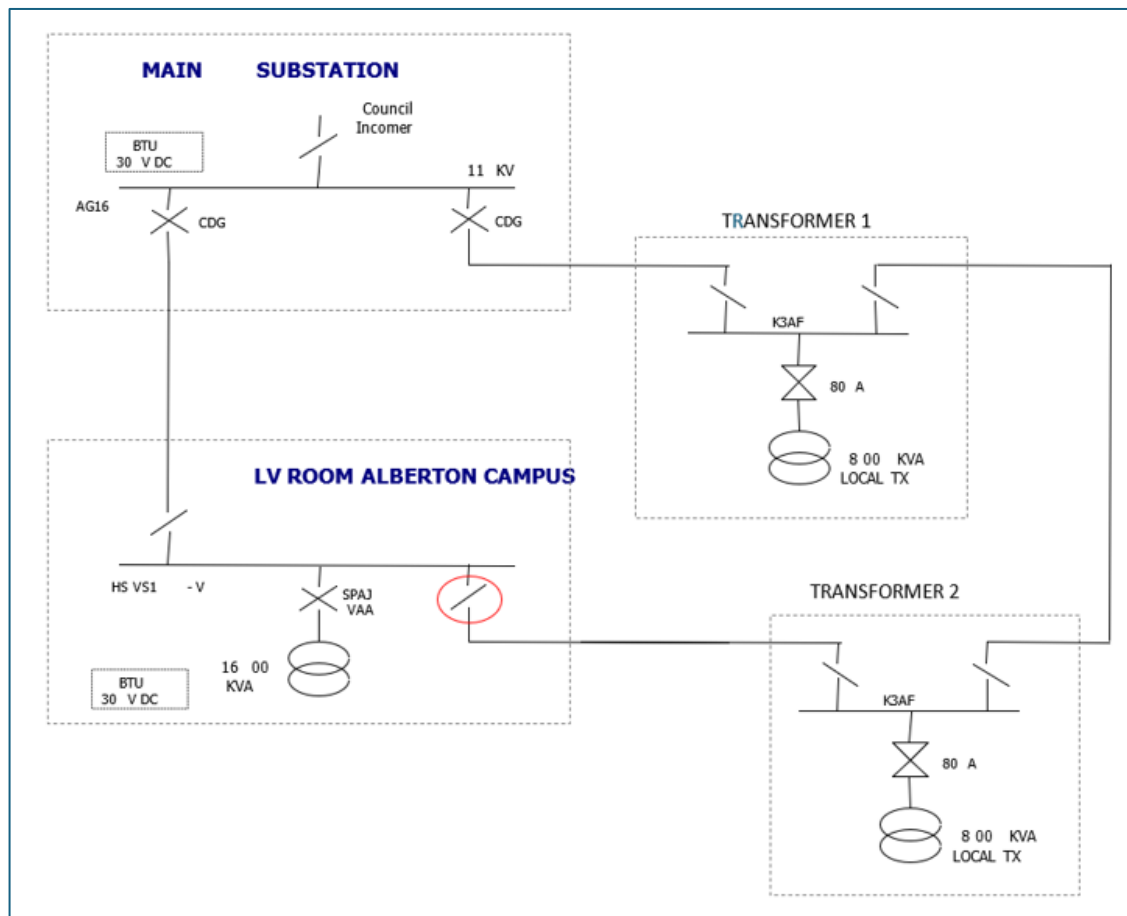 MAIN SUBSTATION
Council
Incomer
BTU
30 V DC
11 KV
AG16
CDG
CDG
TRANSFORMER 1
K3AF
80 A
8 00 KVA
LOCAL TX
LV ROOM ALBERTON CAMPUS
HS VS1 - V
SPAJ
VAA
16 00
KVA
BTU
30 V DC
TRANSFORMER 2
K3AF
80 A
8 00 KVA
LOCAL TX